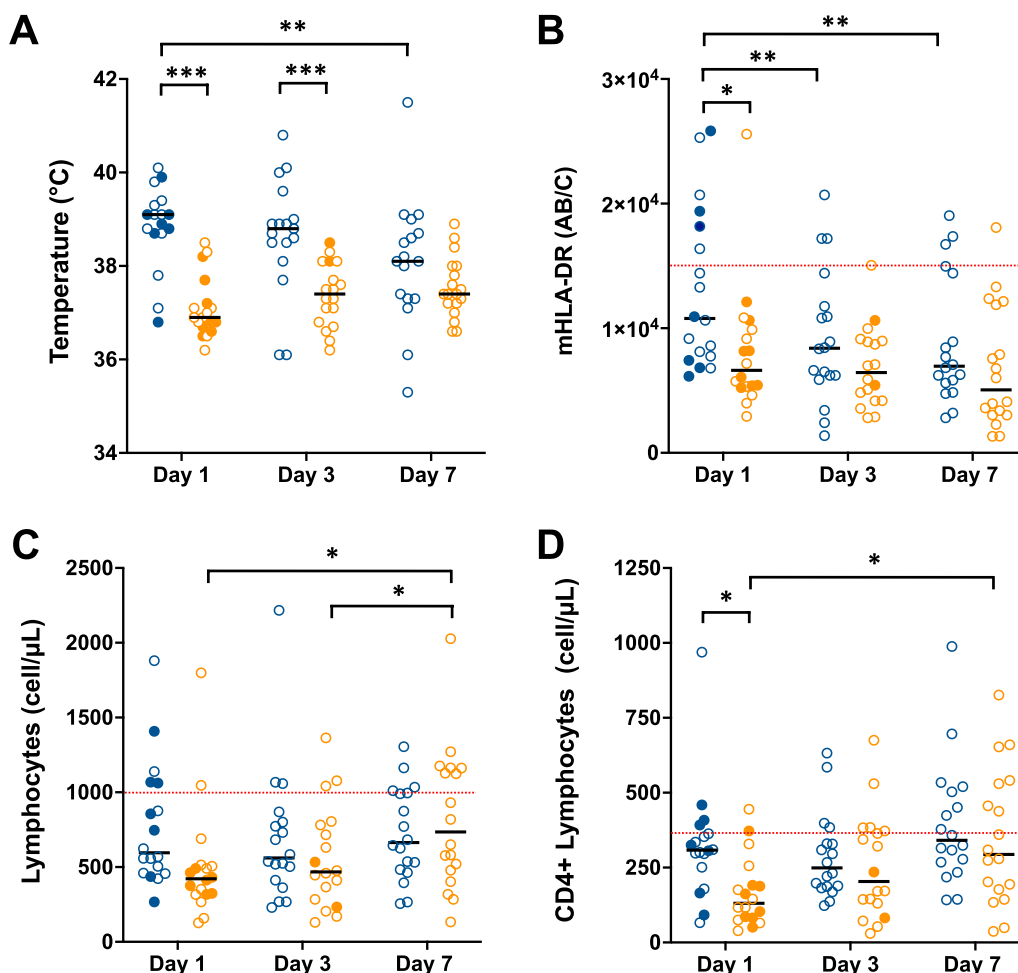 A
B
**
***
***
Temperature (°C)
42
40
38
36
34
Day 1
Day 3
Day 7
**
**
*
mHLA-DR (AB/C)
3×10⁴
2×10⁴
1×10⁴
0
Day 1
Day 3
Day 7
C
D
*
*
Lymphocytes (cell/µL)
2500
2000
1500
1000
500
0
Day 1
Day 3
Day 7
*
*
CD4+ Lymphocytes (cell/µL)
1250
1000
750
500
250
0
Day 1
Day 3
Day 7